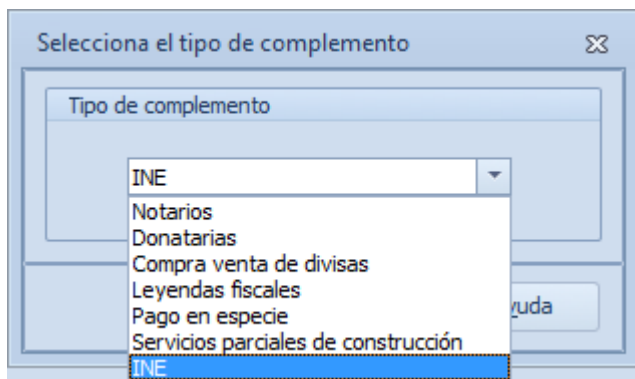 Selecciona el tipo de complemento
Tipo de complemento
INE
Notarios
Donatarias
Compra venta de divisas
Leyendas fiscales
Pago en especie
yuda
Servicios parciales de construcción
INE